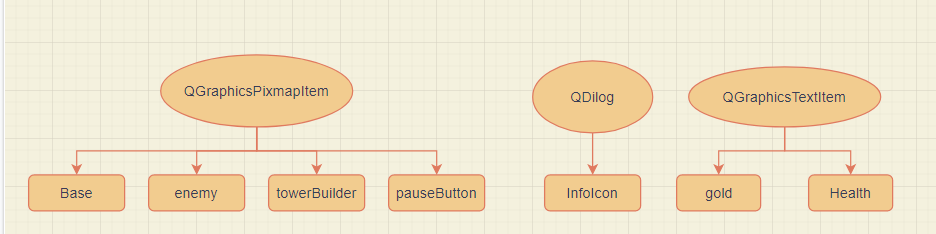 QGraphicsPixmapItem
QDilog
QGraphicsTextItem
Base
enemy
towerBuilder
pauseButton
InfoIcon
gold
Health